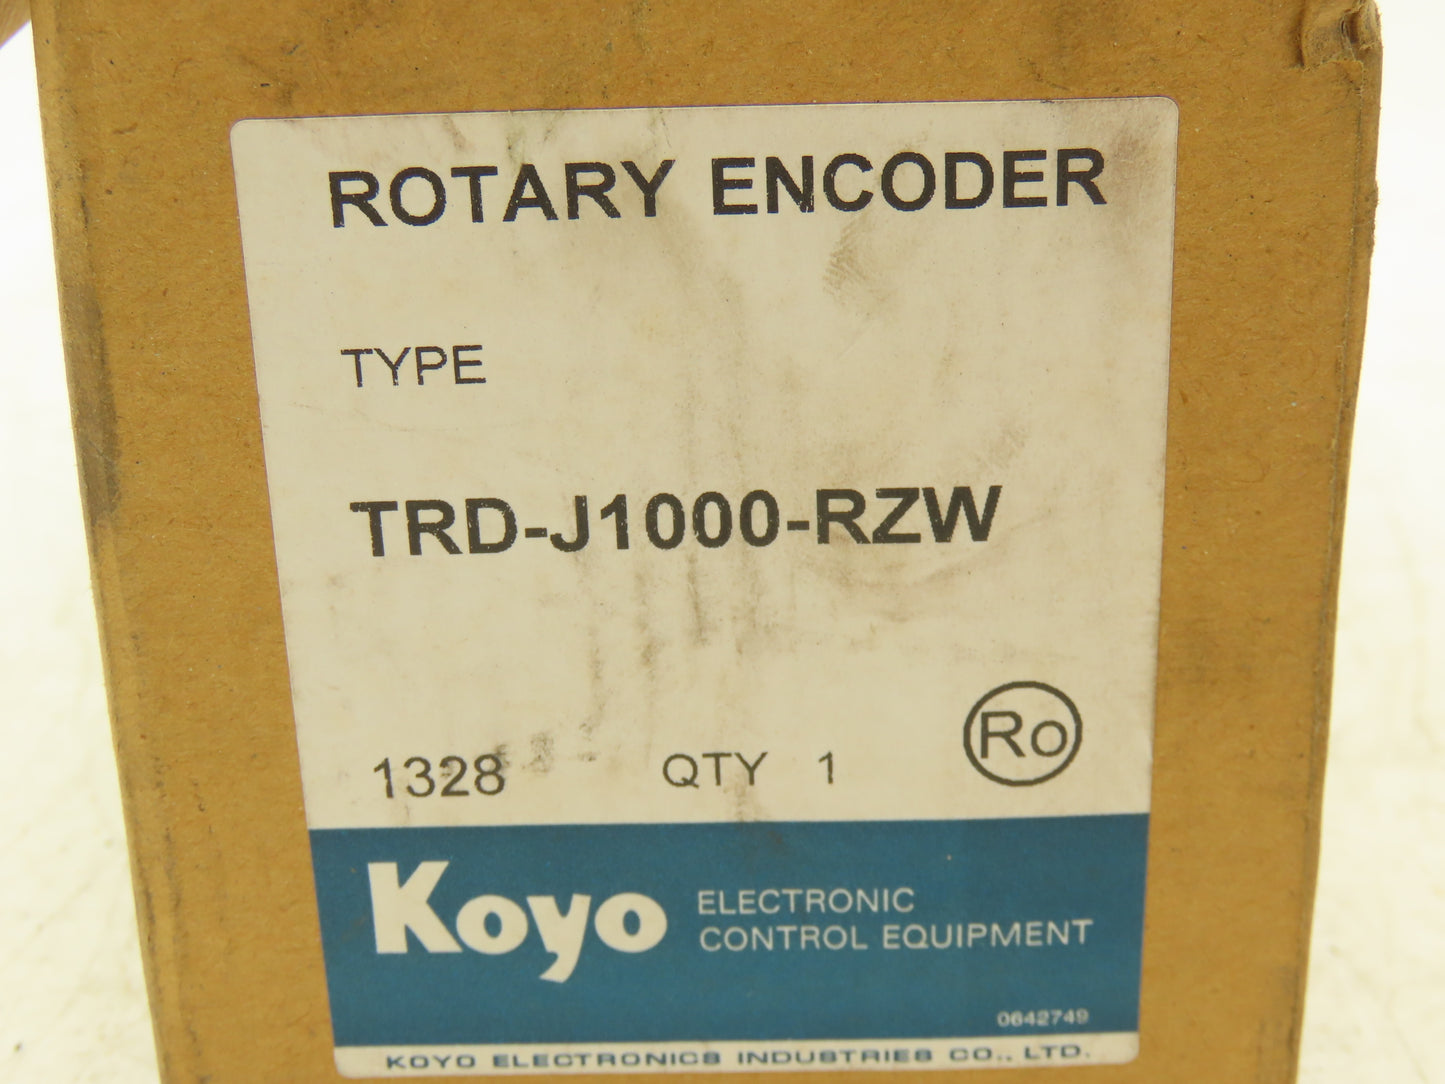 ROTARY ENCODER
TYPE
TRD-J1000-RZW
1328 QTY 1 Ro
Koyo ELECTRONIC
CONTROL EQUIPMENT
0642749
KOYO ELECTRONICS INDUSTRIES CO., LTD.